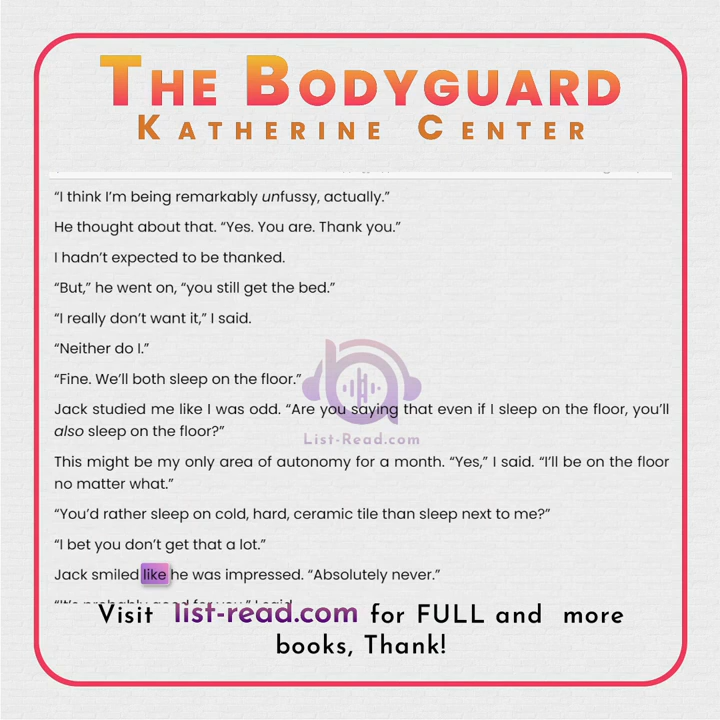 THE BODYGUARD
KATHERINE CENTER
“I think I’m being remarkably unfussy, actually.”
He thought about that. “Yes. You are. Thank you.”
I hadn’t expected to be thanked.
“But,” he went on, “you still get the bed.”
“I really don’t want it,” I said.
“Neither do I.”
“Fine. We’ll both sleep on the floor.”
Jack studied me like I was odd. “Are you saying that even if I sleep on the floor, you’ll
also sleep on the floor?”
List-Read.com
This might be my only area of autonomy for a month. “Yes,” I said. “I’ll be on the floor
no matter what.”
“You’d rather sleep on cold, hard, ceramic tile than sleep next to me?”
“I bet you don’t get that a lot.”
Jack smiled like he was impressed. “Absolutely never.”
“It’s probably good for you,” I said.
Visit list-read.com for FULL and more
books, Thank!